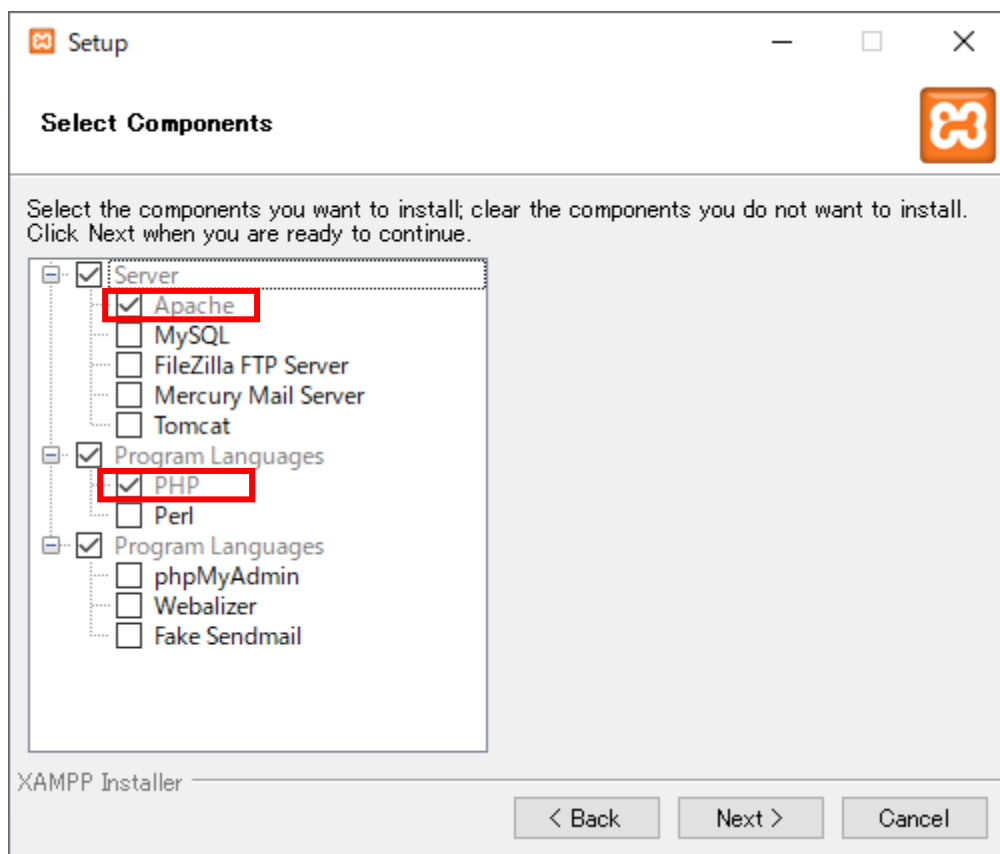 Setup
Select Components
Select the components you want to install; clear the components you do not want to install.
Click Next when you are ready to continue.
Server
Apache
MySQL
FileZilla FTP Server
Mercury Mail Server
Tomcat
Program Languages
PHP
Perl
Program Languages
phpMyAdmin
Webalizer
Fake Sendmail
XAMPP Installer
< Back
Next >
Cancel